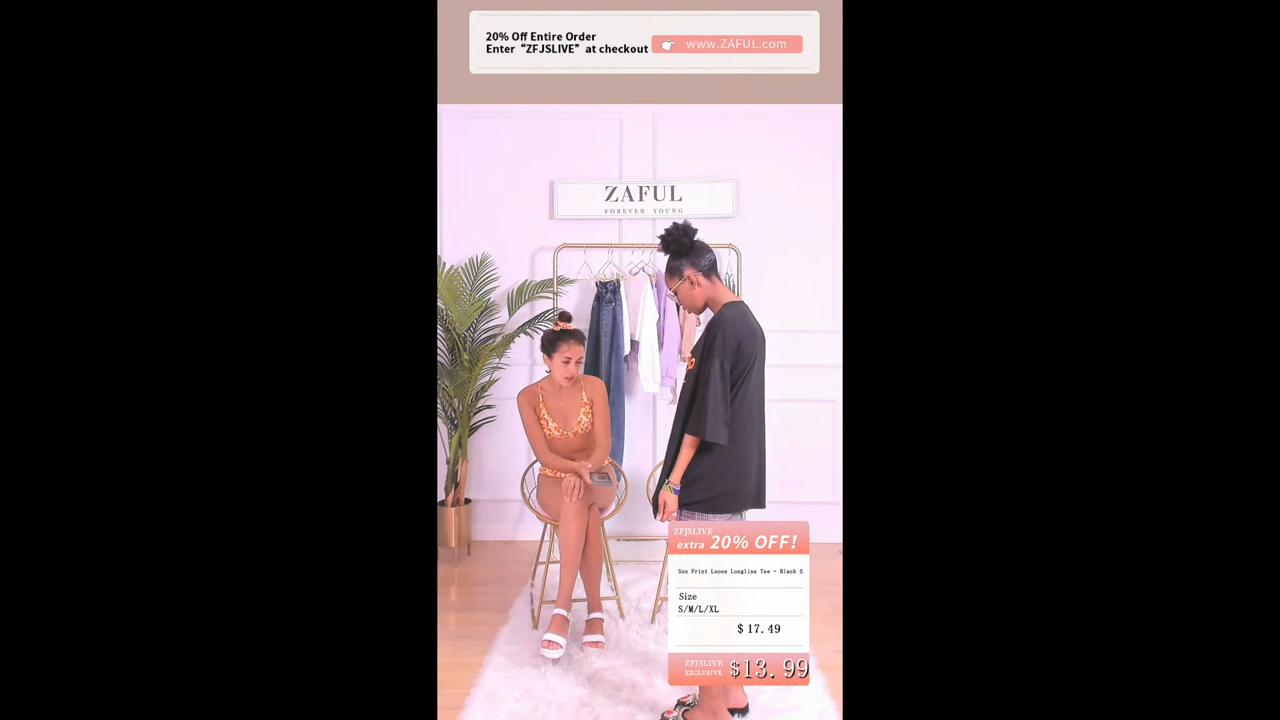 20% Off Entire Order
Enter “ZFJSLIVE” at checkout
www.ZAFUL.com
ZAFUL
FOREVER YOUNG
ZFJSLIVE
extra 20% OFF!
Sun Print Loose Longline Tee - Black S
Size
S/M/L/XL
$17.49
ZFJSLIVE
EXCLUSIVE
$13.99